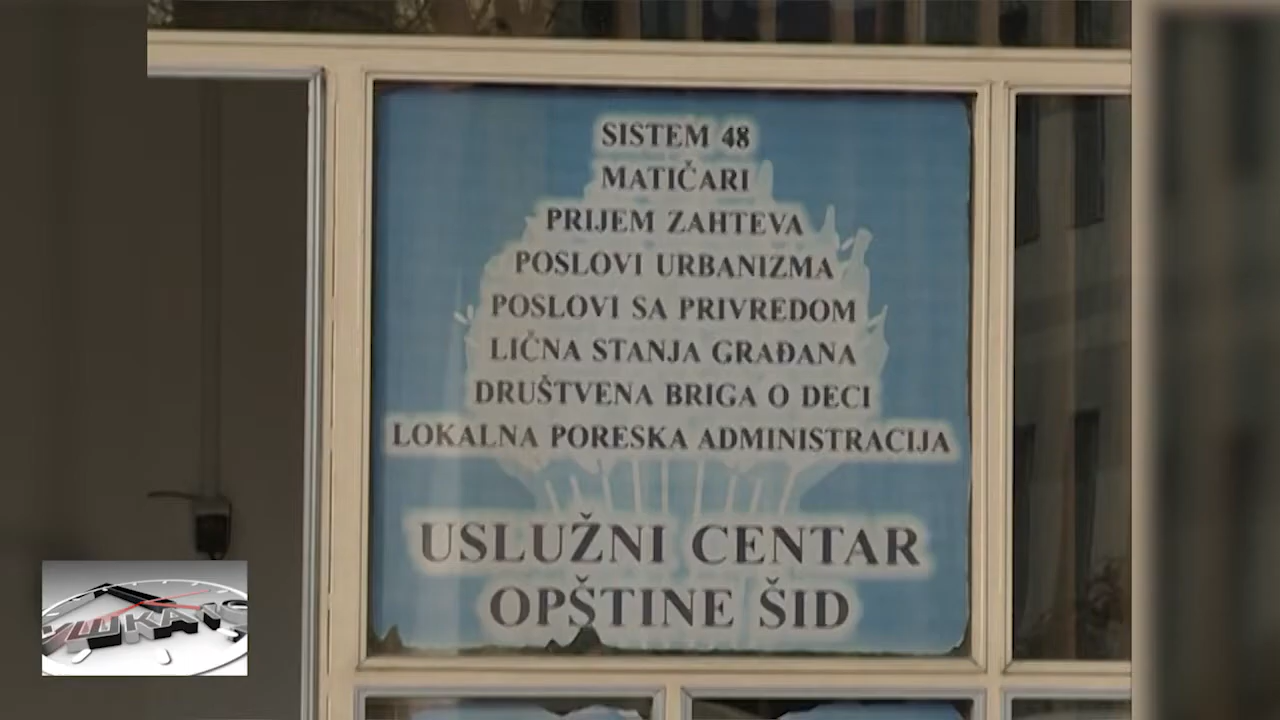 SISTEM 48
MATIČARI
PRIJEM ZAHTEVA
POSLOVI URBANIZMA
POSLOVI SA PRIVREDOM
LIČNA STANJA GRAĐANA
DRUŠTVENA BRIGA O DECI
LOKALNA PORESKA ADMINISTRACIJA
USLUŽNI CENTAR
OPŠTINE ŠID